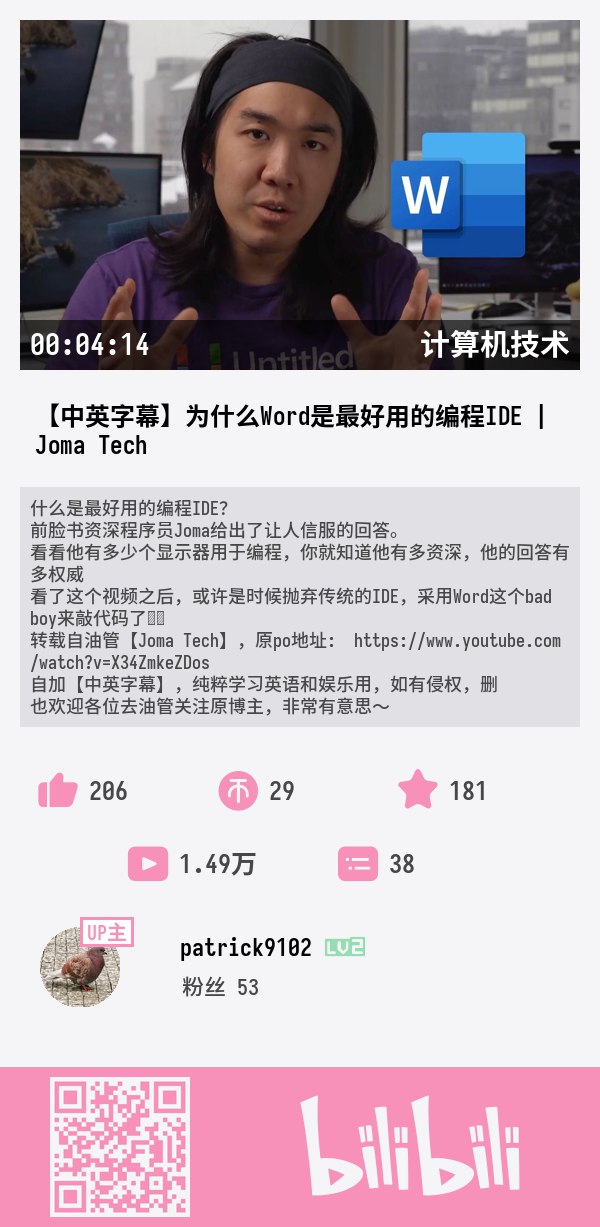 W
Untitled
00:04:14
计算机技术
【中英字幕】为什么Word是最好用的编程IDE |
Joma Tech
什么是最好用的编程IDE？
前脸书资深程序员Joma给出了让人信服的回答。
看看他有多少个显示器用于编程，你就知道他有多资深，他的回答有
多权威
看了这个视频之后，或许是时候抛弃传统的IDE，采用Word这个bad
boy来敲代码了
转载自油管【Joma Tech】，原po地址： https://www.youtube.com
/watch?v=X34ZmkeZDos
自加【中英字幕】，纯粹学习英语和娱乐用，如有侵权，删
也欢迎各位去油管关注原博主，非常有意思～
206
29
181
1.49万
38
UP主
patrick9102 LV2
粉丝 53
bilibili